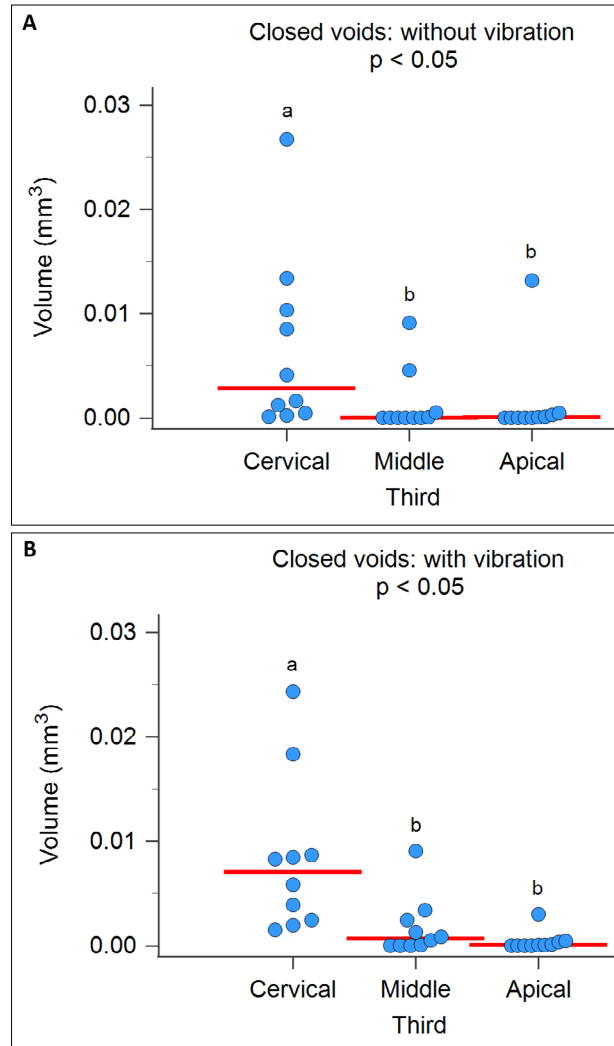 A
Closed voids: without vibration
p < 0.05
Volume (mm³)
0.03
0.02
0.01
0.00
a
b
b
Cervical Middle Apical
Third
B
Closed voids: with vibration
p < 0.05
Volume (mm³)
0.03
0.02
0.01
0.00
a
b
b
Cervical Middle Apical
Third